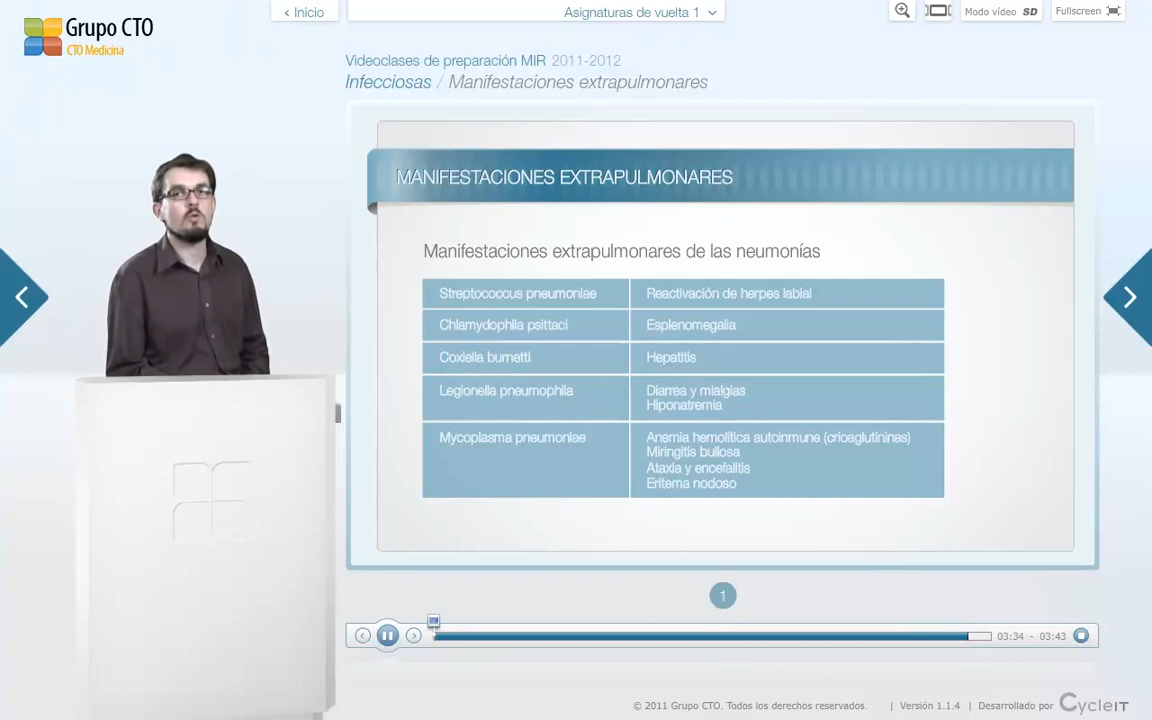 Grupo CTO
CTO Medicina
‹ Inicio
Asignaturas de vuelta 1
Modo vídeo SD
Fullscreen
Videoclases de preparación MIR 2011-2012
Infecciosas / Manifestaciones extrapulmonares
MANIFESTACIONES EXTRAPULMONARES
Manifestaciones extrapulmonares de las neumonías
Streptococcus pneumoniae
Reactivación de herpes labial
Chlamydophila psittaci
Esplenomegalia
Coxiella burnetti
Hepatitis
Legionella pneumophila
Diarrea y mialgias
Hiponatremia
Mycoplasma pneumoniae
Anemia hemolítica autoinmune (crioaglutininas)
Miringitis bullosa
Ataxia y encefalitis
Eritema nodoso
1
03:34 - 03:43
© 2011 Grupo CTO. Todos los derechos reservados. | Versión 1.1.4 | Desarrollado por CycleIT